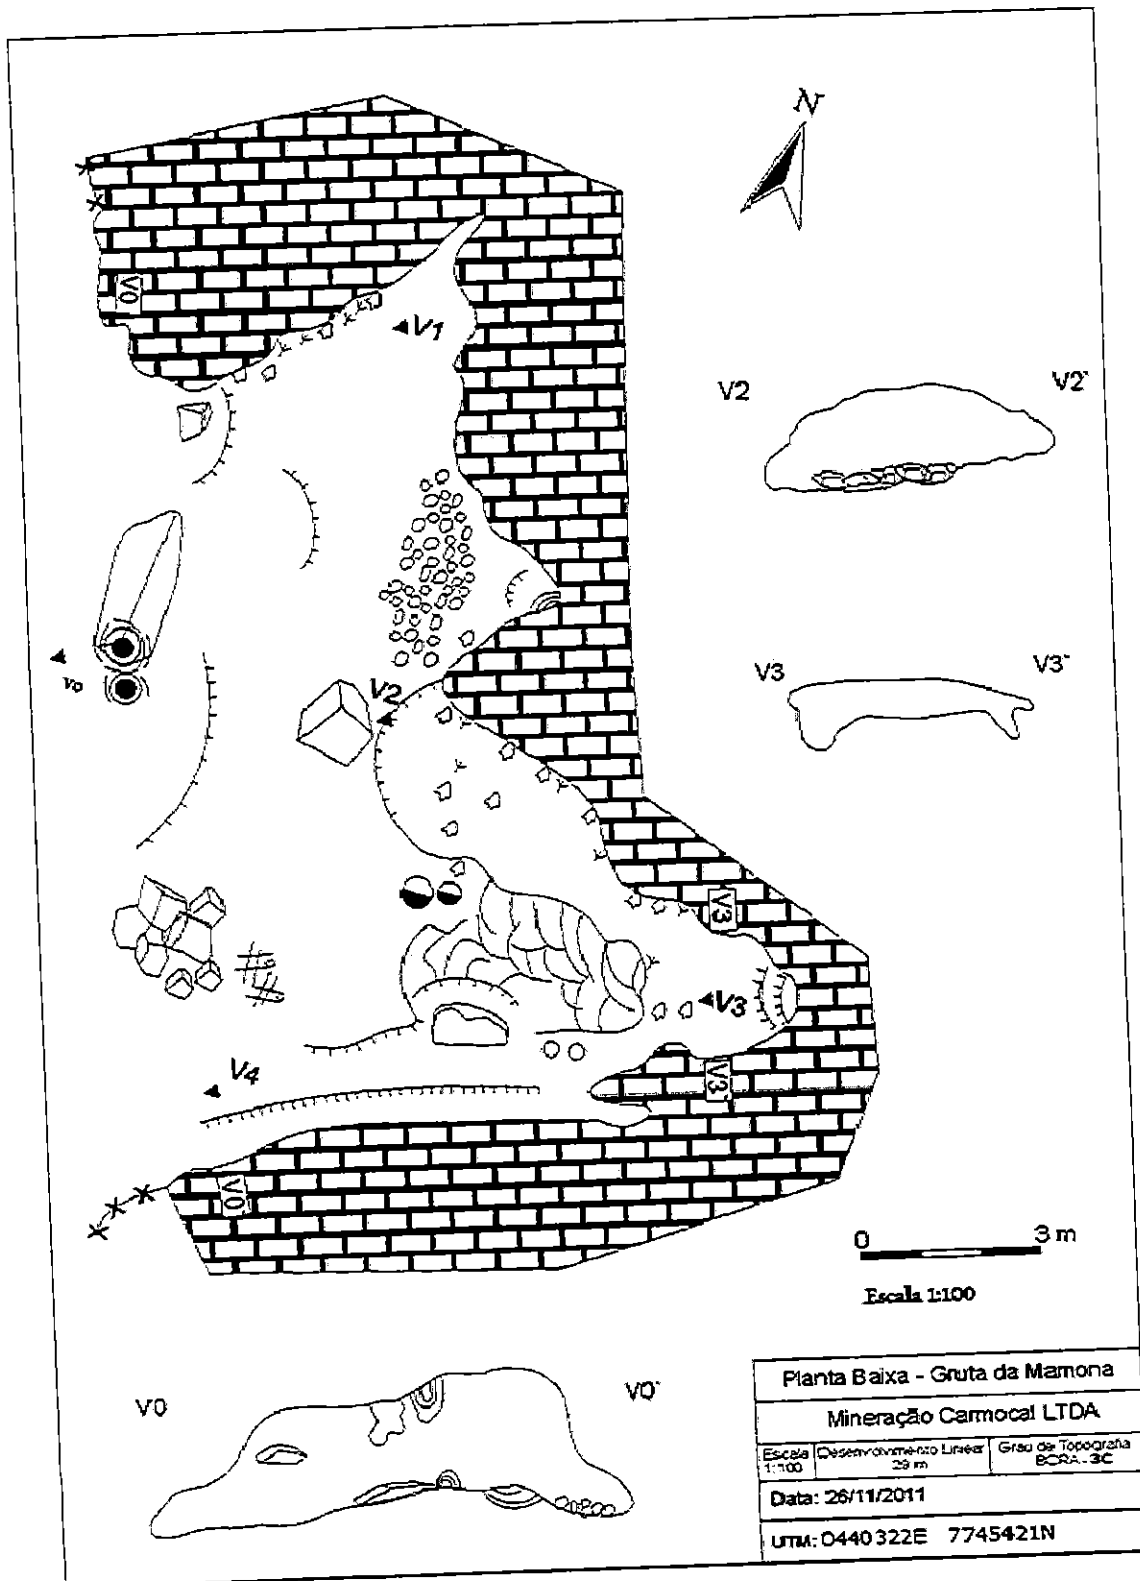 N
V0
V1
V2
V2`
V0
V2
V3
V3`
V3
V3
V4
V3`
V0`
0 3 m
Escala 1:100
V0
V0`
Planta Baixa - Gruta da Mamona
Mineração Carmocal LTDA
Escala 1:100
Desenvolvimento Linear
Grau de Topografia
BCRA - 3C
Data: 26/11/2011
UTM: 0440322E 7745421N